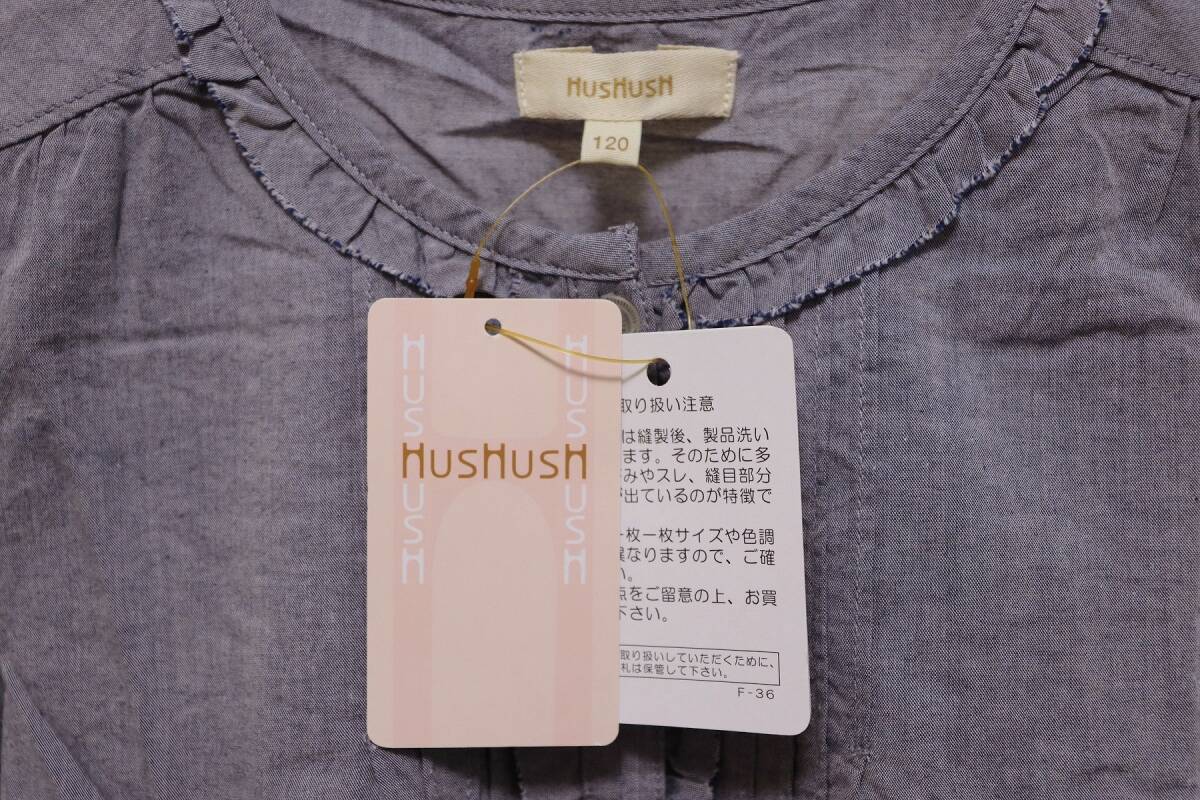 HUSHUSH
120
HUSHUSH
HUSHUSH
HUSHUSH
取り扱い注意
は縫製後、製品洗い
ます。そのために多
みやスレ、縫目部分
が出ているのが特徴で
一枚一枚サイズや色調
異なりますので、ご確
い。
点をご留意の上、お買
下さい。
取り扱いしていただくために、
札は保管して下さい。
F-36